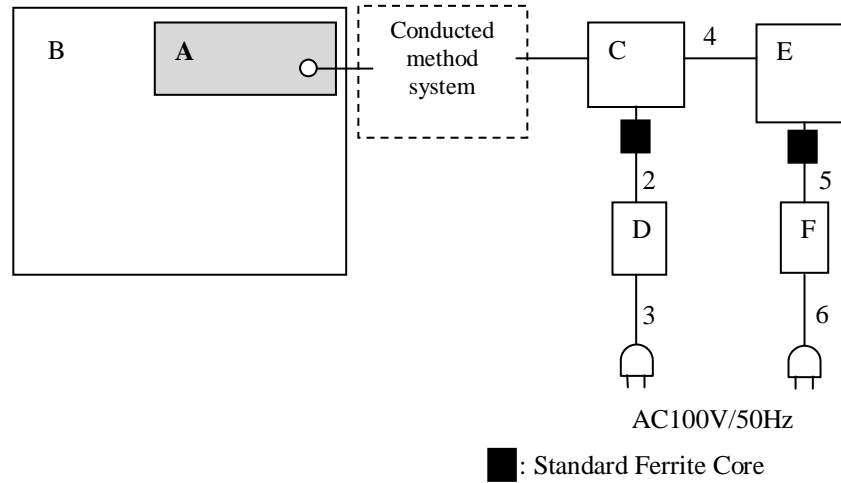 B
A
Conducted
method
system
C
4
E
2
5
D
F
3
6
AC100V/50Hz
: Standard Ferrite Core